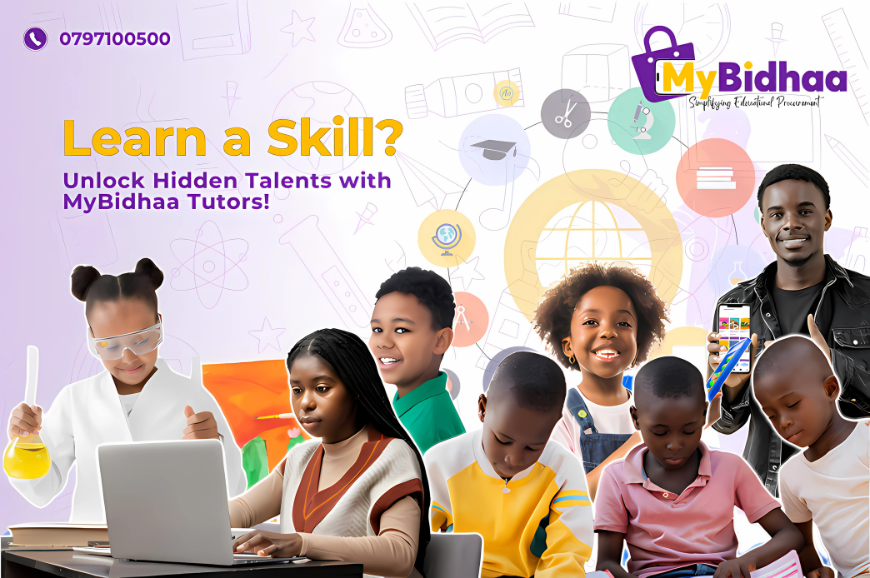 0797100500
MyBidhaa
Simplifying Educational Procurement
Learn a Skill?
Unlock Hidden Talents with
MyBidhaa Tutors!